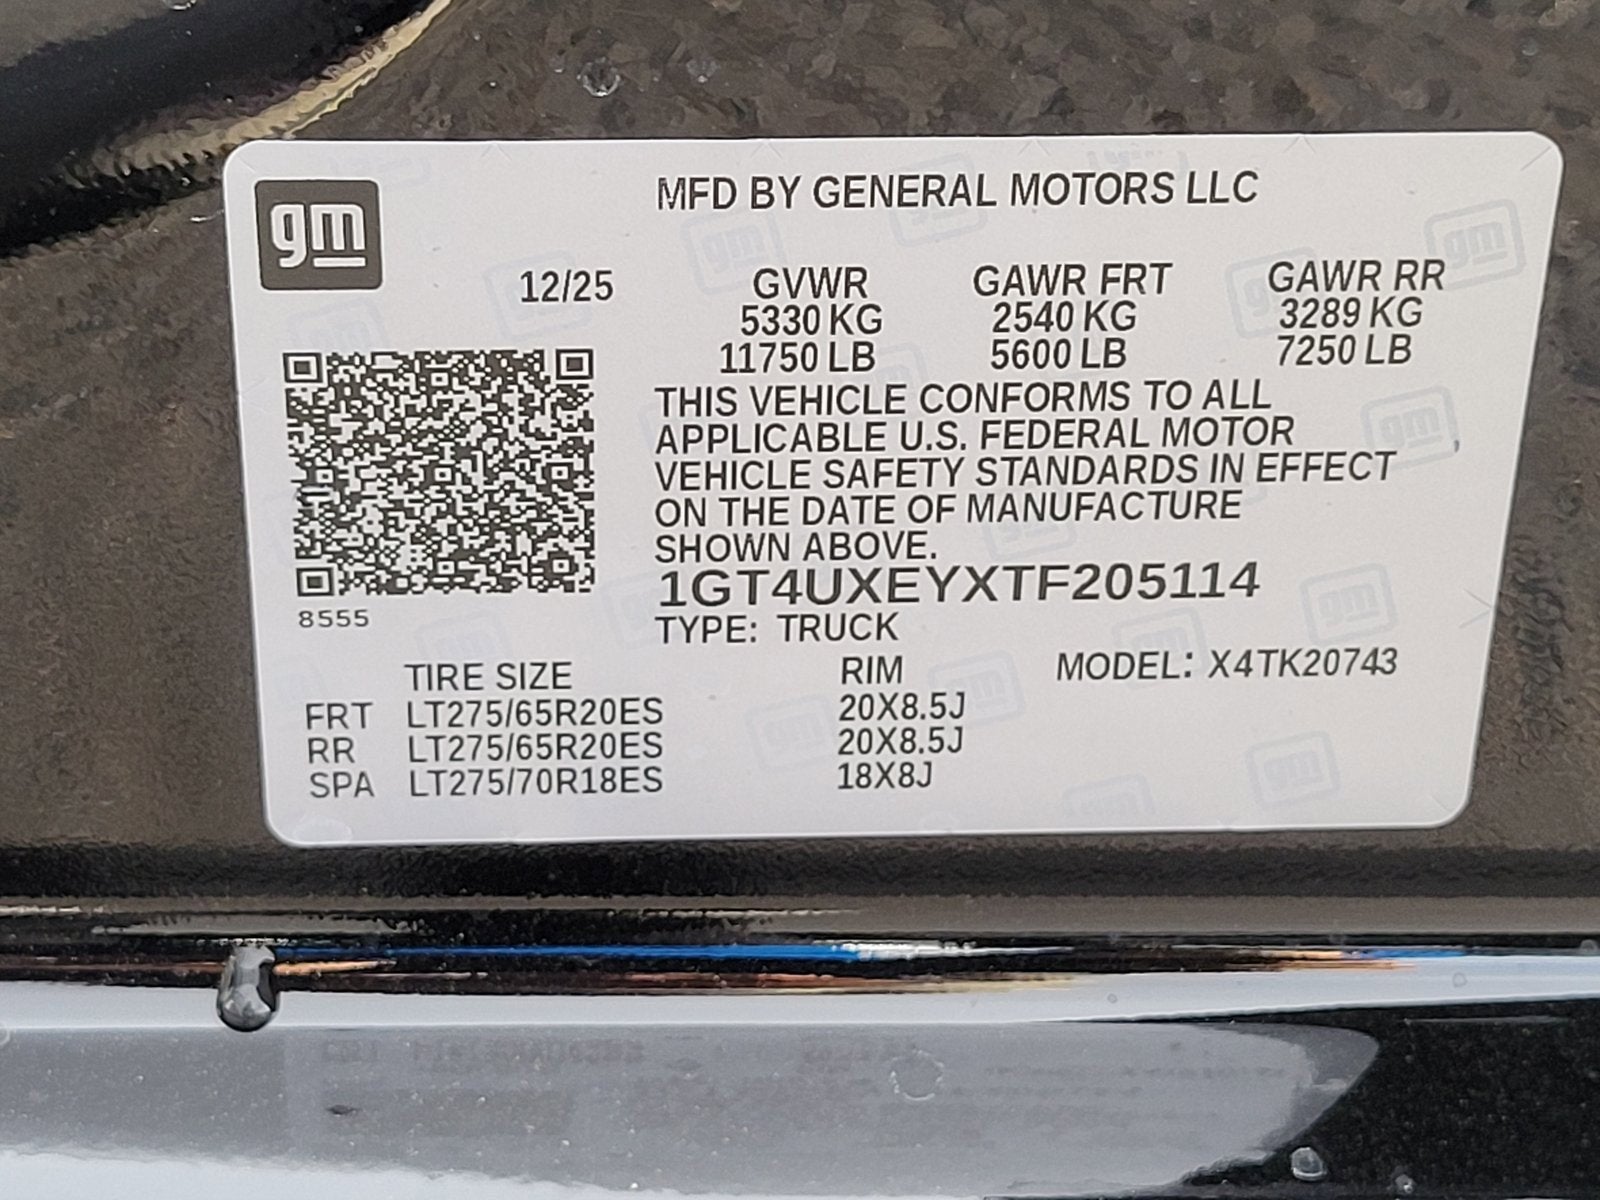 gm
MFD BY GENERAL MOTORS LLC
12/25 GVWR GAWR FRT GAWR RR
5330 KG 2540 KG 3289 KG
11750 LB 5600 LB 7250 LB
THIS VEHICLE CONFORMS TO ALL
APPLICABLE U.S. FEDERAL MOTOR
VEHICLE SAFETY STANDARDS IN EFFECT
ON THE DATE OF MANUFACTURE
SHOWN ABOVE.
1GT4UXEYXTF205114
8555
TYPE: TRUCK
TIRE SIZE RIM MODEL: X4TK20743
FRT LT275/65R20ES 20X8.5J
RR LT275/65R20ES 20X8.5J
SPA LT275/70R18ES 18X8J